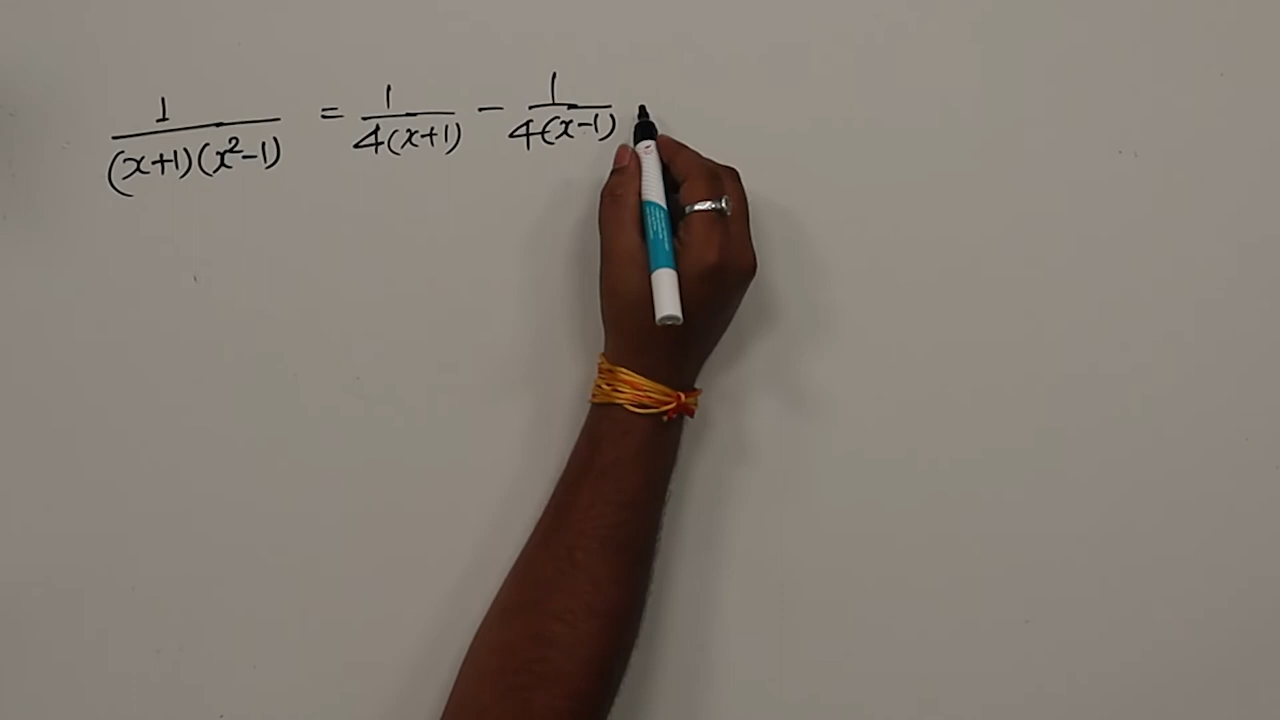 1/((x+1)(x²-1)) = 1/(4(x+1)) - 1/(4(x-1))